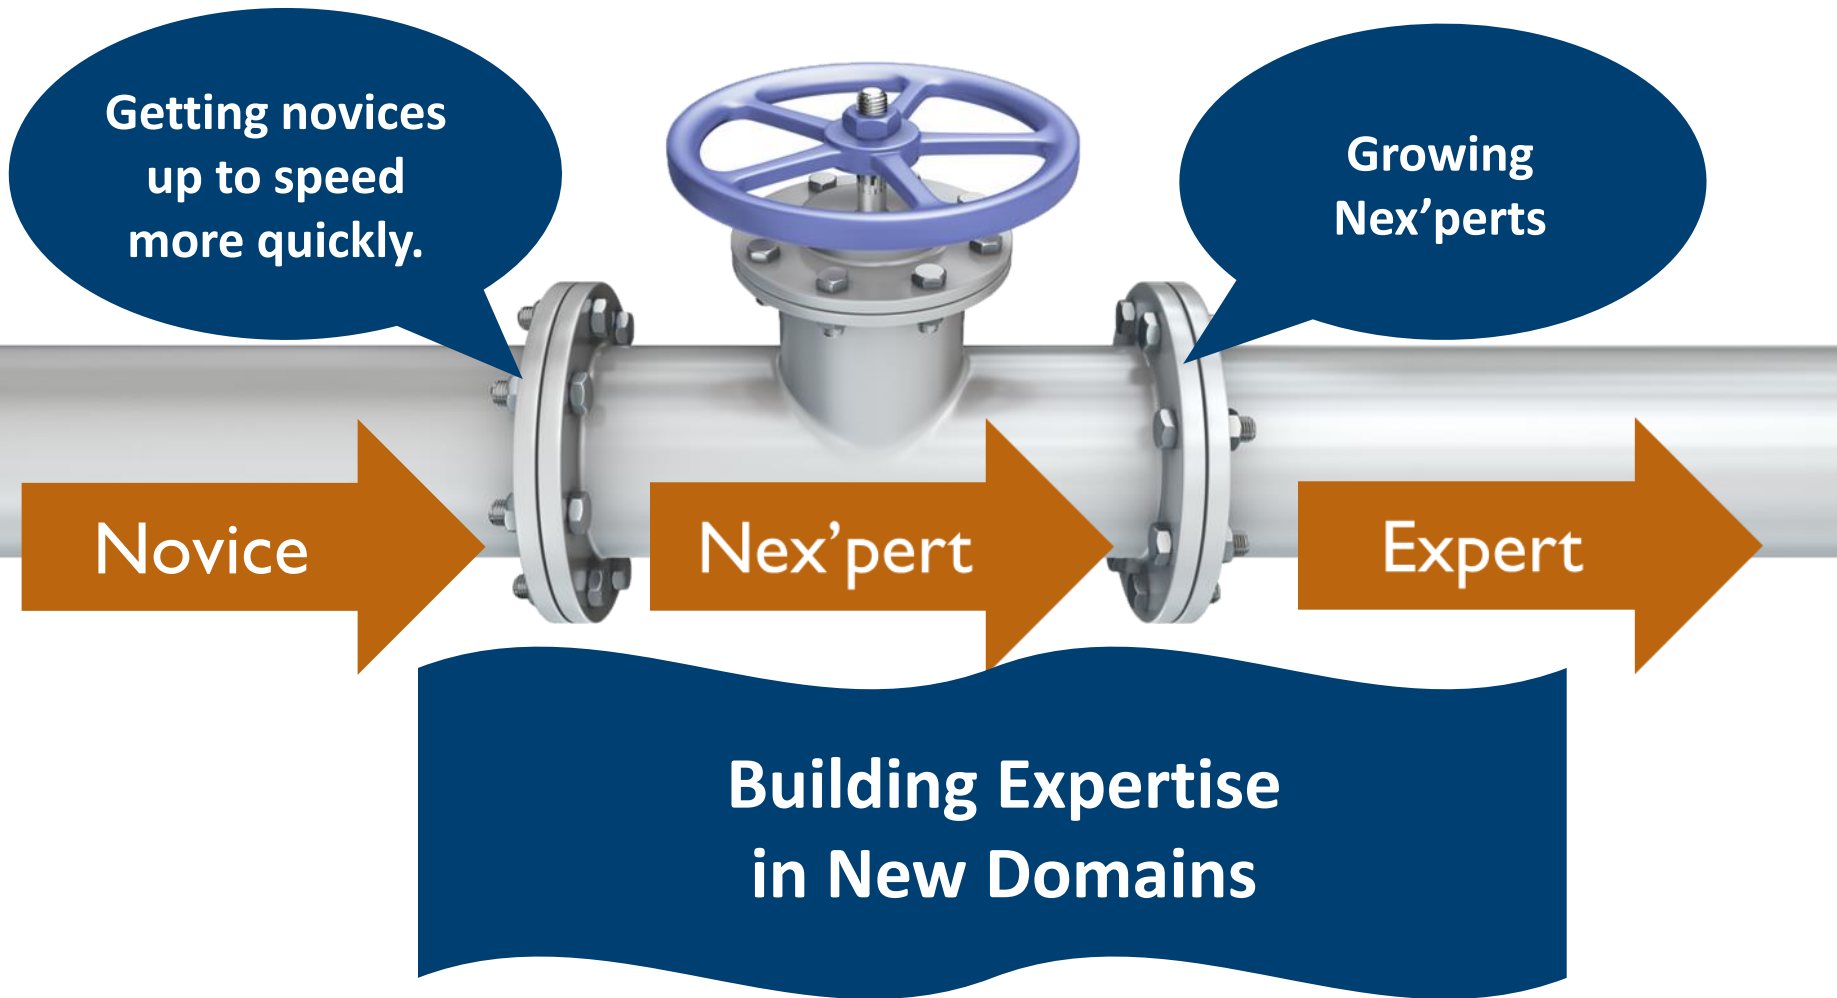 Getting novices
up to speed
more quickly.
Growing
Nex’perts
Novice
Nex’pert
Expert
Building Expertise
in New Domains